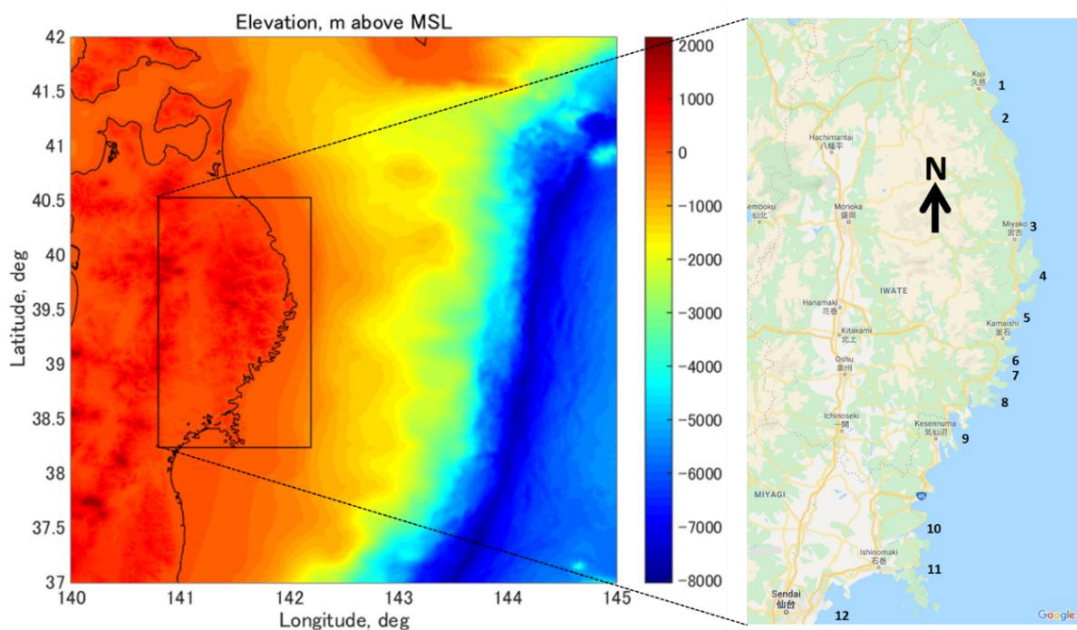 Elevation, m above MSL
42
41.5
41
40.5
40
39.5
39
38.5
38
37.5
37
Latitude, deg
140
141
142
143
144
145
Longitude, deg
2000
1000
0
-1000
-2000
-3000
-4000
-5000
-6000
-7000
-8000
Kuji
久慈
1
2
Hachimantai
八幡平
N
Morioka
盛岡
Semboku
仙北
Miyako
宮古
3
4
IWATE
Hanamaki
花巻
5
Kamaishi
釜石
Kitakami
北上
Oshu
奥州
6
7
8
Ichinoseki
一関
Kesennuma
気仙沼
9
MIYAGI
45
10
Ishinomaki
石巻
11
Sendai
仙台
12
Google